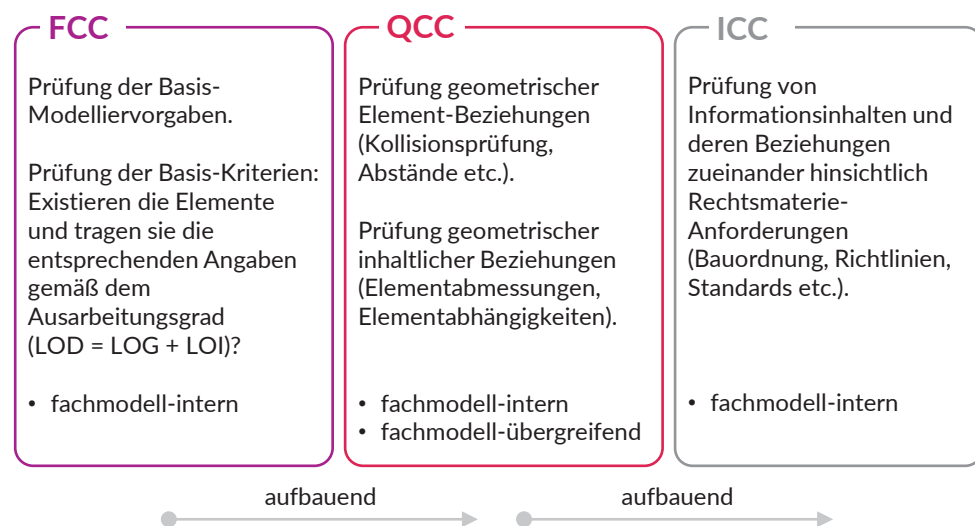 FCC
Prüfung der Basis-
Modelliervorgaben.
Prüfung der Basis-Kriterien:
Existieren die Elemente
und tragen sie die
entsprechenden Angaben
gemäß dem
Ausarbeitungsgrad
(LOD = LOG + LOI)?
• fachmodell-intern
QCC
Prüfung geometrischer
Element-Beziehungen
(Kollisionsprüfung,
Abstände etc.).
Prüfung geometrischer
inhaltlicher Beziehungen
(Elementabmessungen,
Elementabhängigkeiten).
• fachmodell-intern
• fachmodell-übergreifend
ICC
Prüfung von
Informationsinhalten und
deren Beziehungen
zueinander hinsichtlich
Rechtsmaterie-
Anforderungen
(Bauordnung, Richtlinien,
Standards etc.).
• fachmodell-intern
aufbauend
aufbauend